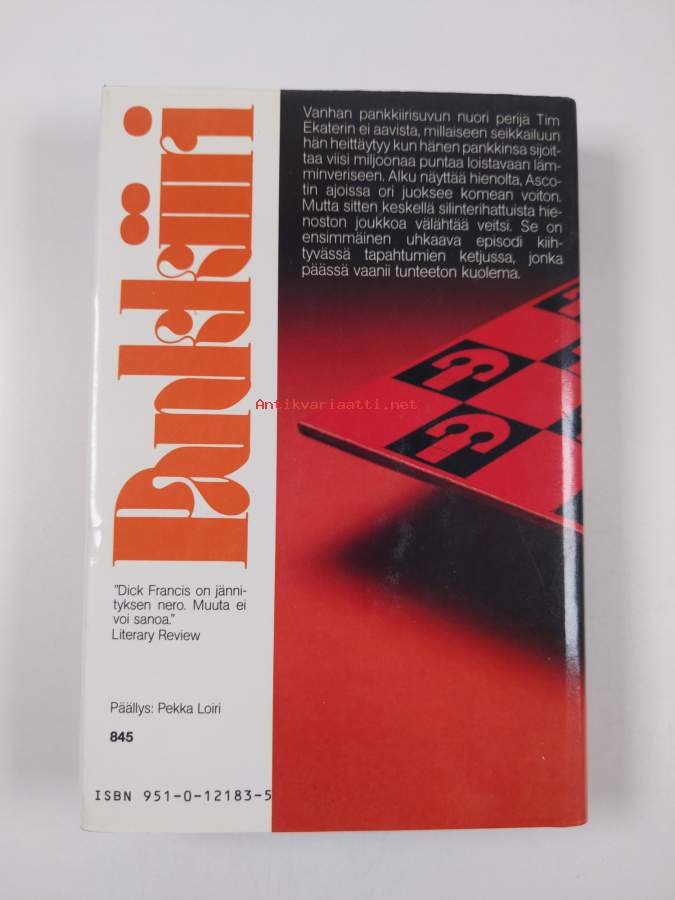 Pankkiiri
Vanhan pankkiirisuvun nuori perijä Tim
Ekaterin ei aavista, millaiseen seikkailuun
hän heittäytyy kun hänen pankkinsa sijoit-
taa viisi miljoonaa puntaa loistavaan läm-
minveriseen. Alku näyttää hienolta, Asco-
tin ajoissa ori juoksee komean voiton.
Mutta sitten keskellä silinterihattuista hie-
noston joukkoa välähtää veitsi. Se on
ensimmäinen uhkaava episodi kiih-
tyvässä tapahtumien ketjussa, jonka
päässä vaanii tunteeton kuolema.
Antikvariaatti.net
"Dick Francis on jänni-
tyksen nero. Muuta ei
voi sanoa."
Literary Review
Päällys: Pekka Loiri
845
ISBN 951-0-12183-5